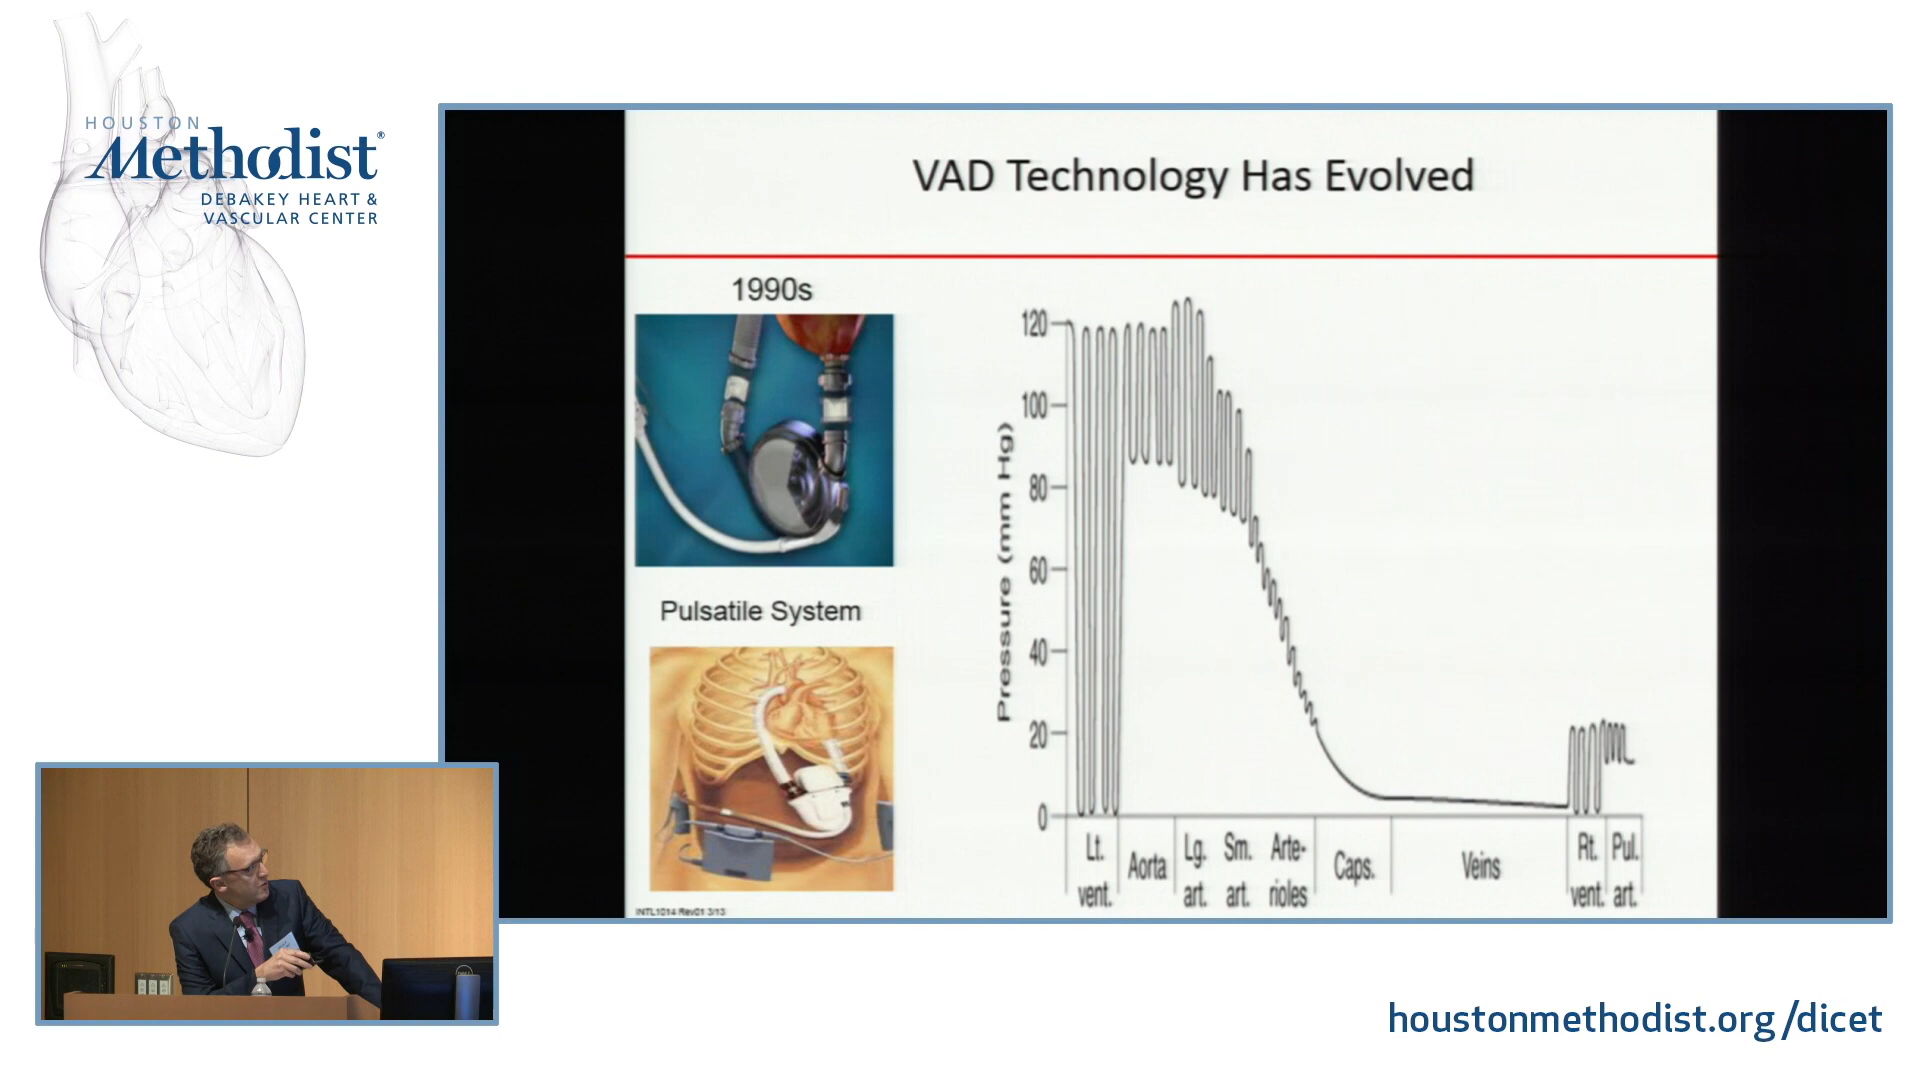 HOUSTON
Methodist®
DEBAKEY HEART &
VASCULAR CENTER
VAD Technology Has Evolved
1990s
Pulsatile System
INTL1014 Rev01 3/13
Pressure (mm Hg)
120
100
80
60
40
20
0
Lt.
vent.
Aorta
Lg.
art.
Sm.
art.
Arte-
rioles
Caps.
Veins
Rt.
vent.
Pul.
art.
houstonmethodist.org/dicet